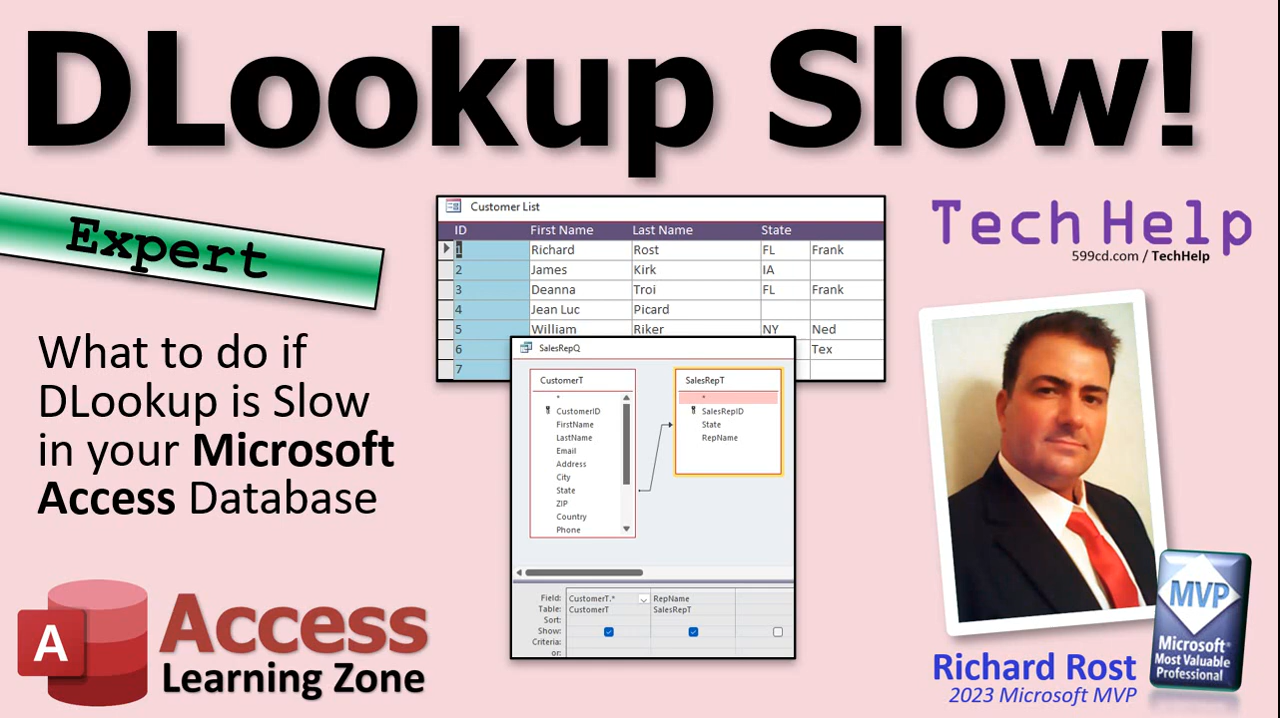 DLookup Slow!
Expert
What to do if
DLookup is Slow
in your Microsoft
Access Database
A Access
Learning Zone
Customer List
ID First Name Last Name State
1 Richard Rost FL Frank
2 James Kirk IA
3 Deanna Troi FL Frank
4 Jean Luc Picard
5 William Riker NY Ned
6 Tex
7
SalesRepQ
CustomerT
*
CustomerID
FirstName
LastName
Email
Address
City
State
ZIP
Country
Phone
SalesRepT
*
SalesRepID
State
RepName
Field: CustomerT.* RepName
Table: CustomerT SalesRepT
Sort:
Show:
Criteria:
or:
TechHelp
599cd.com / TechHelp
MVP
Microsoft®
Most Valuable
Professional
Richard Rost
2023 Microsoft MVP